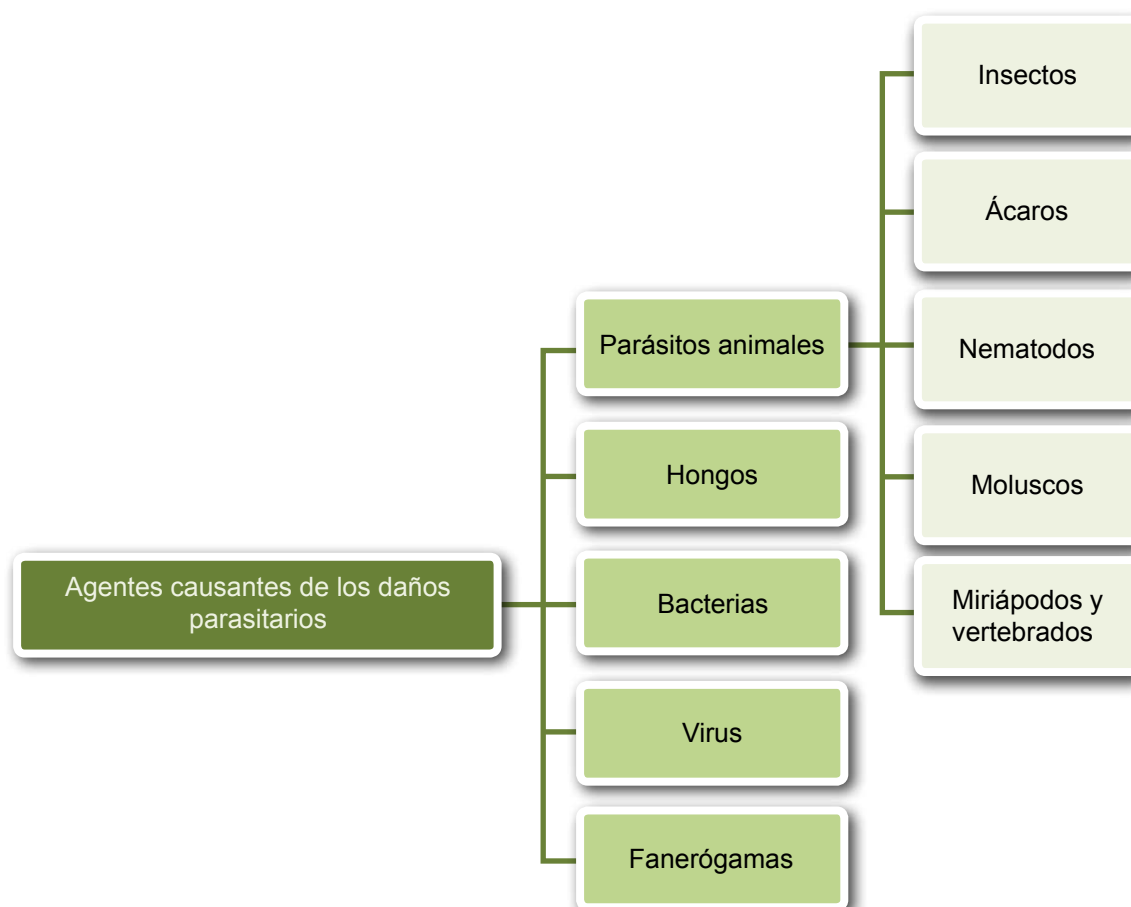 Agentes causantes de los daños
parasitarios
Parásitos animales
Hongos
Bacterias
Virus
Fanerógamas
Insectos
Ácaros
Nematodos
Moluscos
Miriápodos y
vertebrados